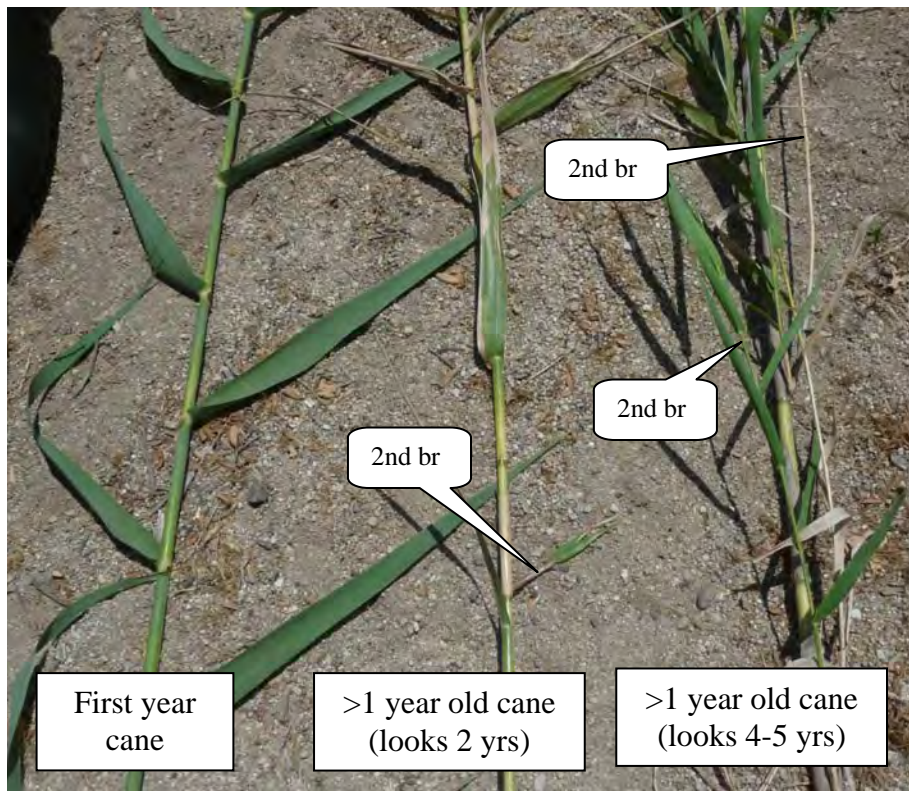 2nd br
2nd br
2nd br
First year
cane
>1 year old cane
(looks 2 yrs)
>1 year old cane
(looks 4-5 yrs)